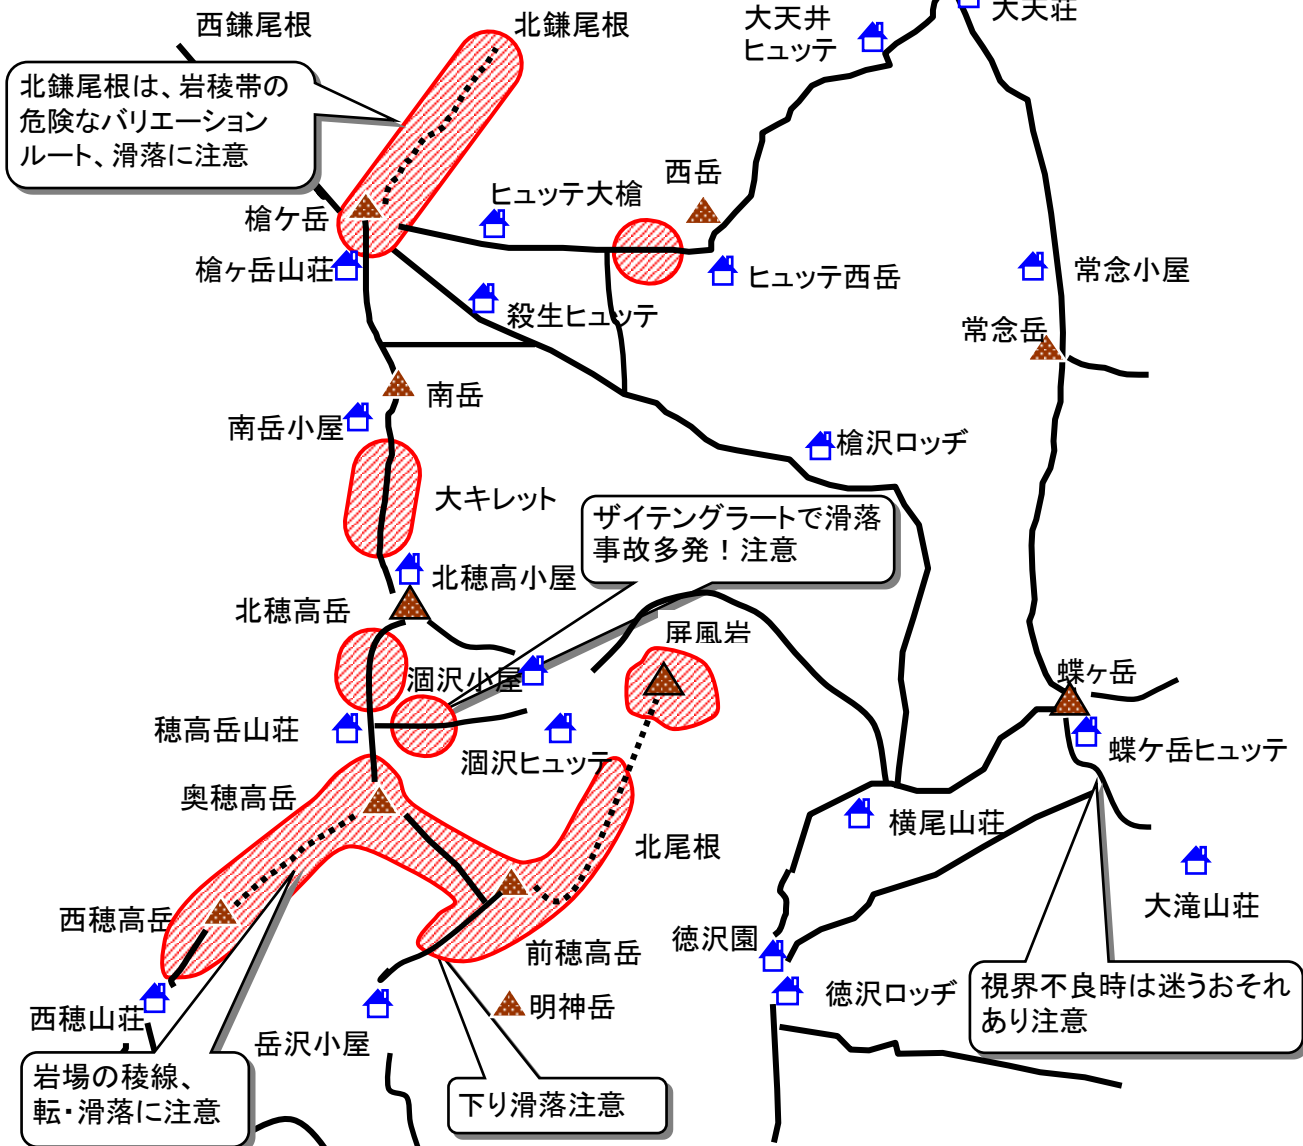 大天荘
西鎌尾根
北鎌尾根
大天井
ヒュッテ
北鎌尾根は、岩稜帯の
危険なバリエーション
ルート、滑落に注意
西岳
ヒュッテ大槍
槍ケ岳
槍ヶ岳山荘
ヒュッテ西岳
常念小屋
殺生ヒュッテ
常念岳
南岳
南岳小屋
槍沢ロッヂ
大キレット
ザイテングラートで滑落
事故多発！注意
北穂高小屋
北穂高岳
屏風岩
涸沢小屋
蝶ヶ岳
穂高岳山荘
涸沢ヒュッテ
蝶ケ岳ヒュッテ
奥穂高岳
横尾山荘
北尾根
大滝山荘
西穂高岳
前穂高岳
徳沢園
徳沢ロッヂ
視界不良時は迷うおそれ
あり注意
西穂山荘
明神岳
岳沢小屋
岩場の稜線、
転・滑落に注意
下り滑落注意